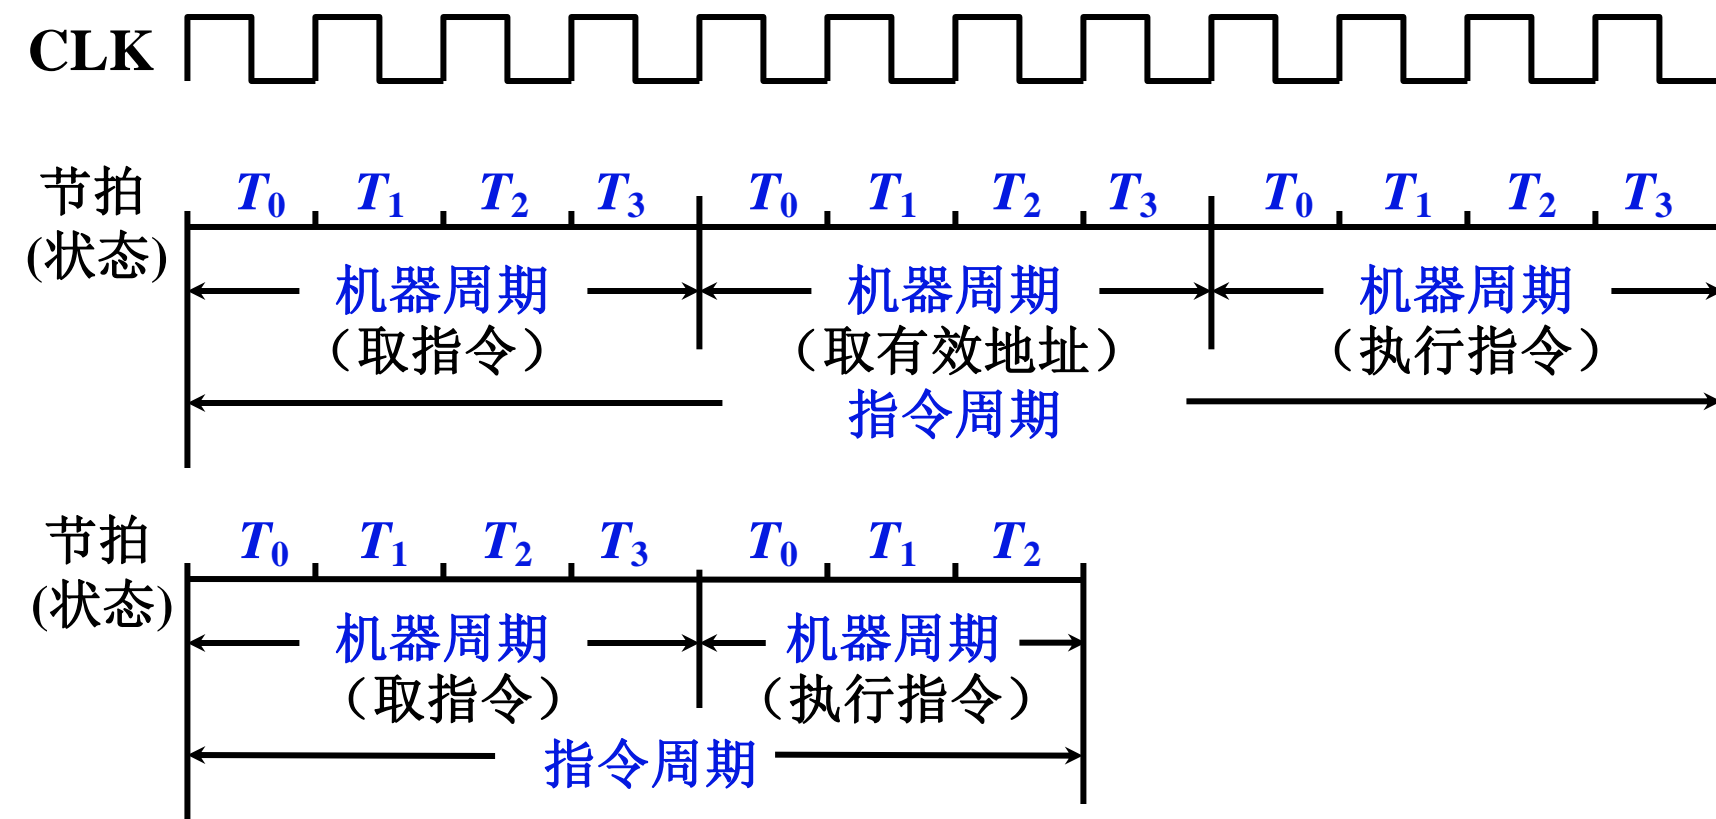 CLK
节拍 T0 T1 T2 T3 T0 T1 T2 T3 T0 T1 T2 T3
(状态)
机器周期 机器周期 机器周期
（取指令） （取有效地址） （执行指令）
指令周期
节拍 T0 T1 T2 T3 T0 T1 T2
(状态)
机器周期 机器周期
（取指令） （执行指令）
指令周期